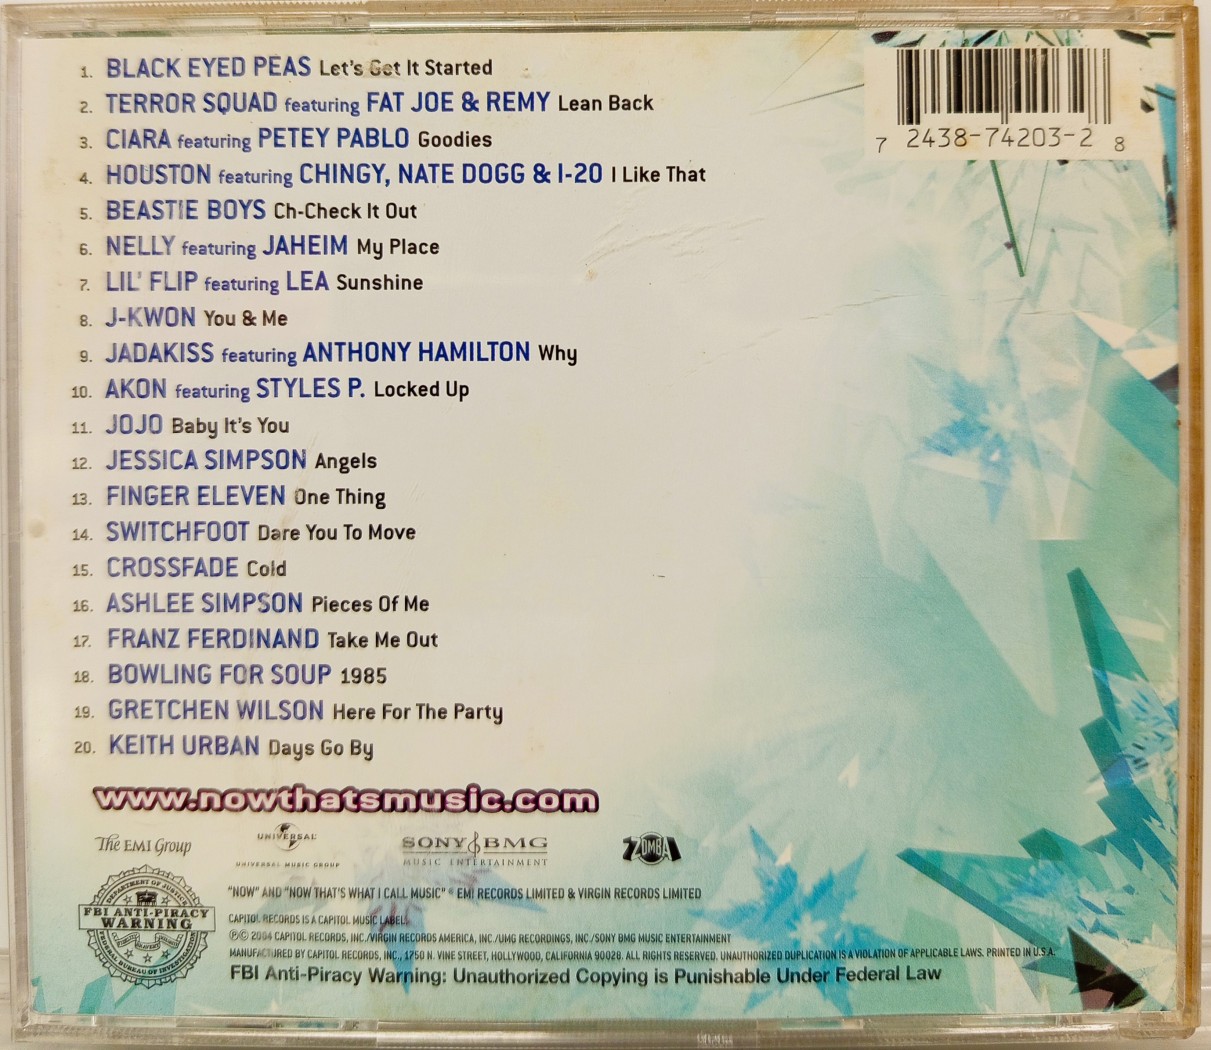 1. BLACK EYED PEAS Let's Get It Started
2. TERROR SQUAD featuring FAT JOE & REMY Lean Back
3. CIARA featuring PETEY PABLO Goodies
4. HOUSTON featuring CHINGY, NATE DOGG & I-20 I Like That
5. BEASTIE BOYS Ch-Check It Out
6. NELLY featuring JAHEIM My Place
7. LIL' FLIP featuring LEA Sunshine
8. J-KWON You & Me
9. JADAKISS featuring ANTHONY HAMILTON Why
10. AKON featuring STYLES P. Locked Up
11. JOJO Baby It's You
12. JESSICA SIMPSON Angels
13. FINGER ELEVEN One Thing
14. SWITCHFOOT Dare You To Move
15. CROSSFADE Cold
16. ASHLEE SIMPSON Pieces Of Me
17. FRANZ FERDINAND Take Me Out
18. BOWLING FOR SOUP 1985
19. GRETCHEN WILSON Here For The Party
20. KEITH URBAN Days Go By
7 2438-74203-2 8
www.nowthatsmusic.com
The EMI Group
UNIVERSAL
UNIVERSAL MUSIC GROUP
SONY BMG
MUSIC ENTERTAINMENT
ZOMBA
DEPARTMENT OF JUSTICE
FBI ANTI-PIRACY
WARNING
FIDELITY BRAVERY INTEGRITY
FEDERAL BUREAU OF INVESTIGATION
"NOW" AND "NOW THAT'S WHAT I CALL MUSIC" ® EMI RECORDS LIMITED & VIRGIN RECORDS LIMITED
CAPITOL RECORDS IS A CAPITOL MUSIC LABEL.
℗© 2004 CAPITOL RECORDS, INC./VIRGIN RECORDS AMERICA, INC./UMG RECORDINGS, INC/SONY BMG MUSIC ENTERTAINMENT
MANUFACTURED BY CAPITOL RECORDS, INC., 1750 N. VINE STREET, HOLLYWOOD, CALIFORNIA 90028. ALL RIGHTS RESERVED. UNAUTHORIZED DUPLICATION IS A VIOLATION OF APPLICABLE LAWS. PRINTED IN U.S.A.
FBI Anti-Piracy Warning: Unauthorized Copying is Punishable Under Federal Law